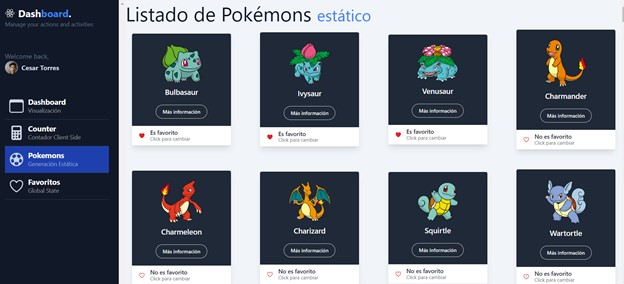 Dashboard.
Manage your actions and activities
Welcome back,
Cesar Torres
Dashboard
Visualización
Counter
Contador Client Side
Pokemons
Generación Estática
Favoritos
Global State
Listado de Pokémons estático
Bulbasaur
Más información
Es favorito
Click para cambiar
Ivysaur
Más información
Es favorito
Click para cambiar
Venusaur
Más información
Es favorito
Click para cambiar
Charmander
Más información
No es favorito
Click para cambiar
Charmeleon
Más información
No es favorito
Click para cambiar
Charizard
Más información
No es favorito
Click para cambiar
Squirtle
Más información
No es favorito
Click para cambiar
Wartortle
Más información
No es favorito
Click para cambiar